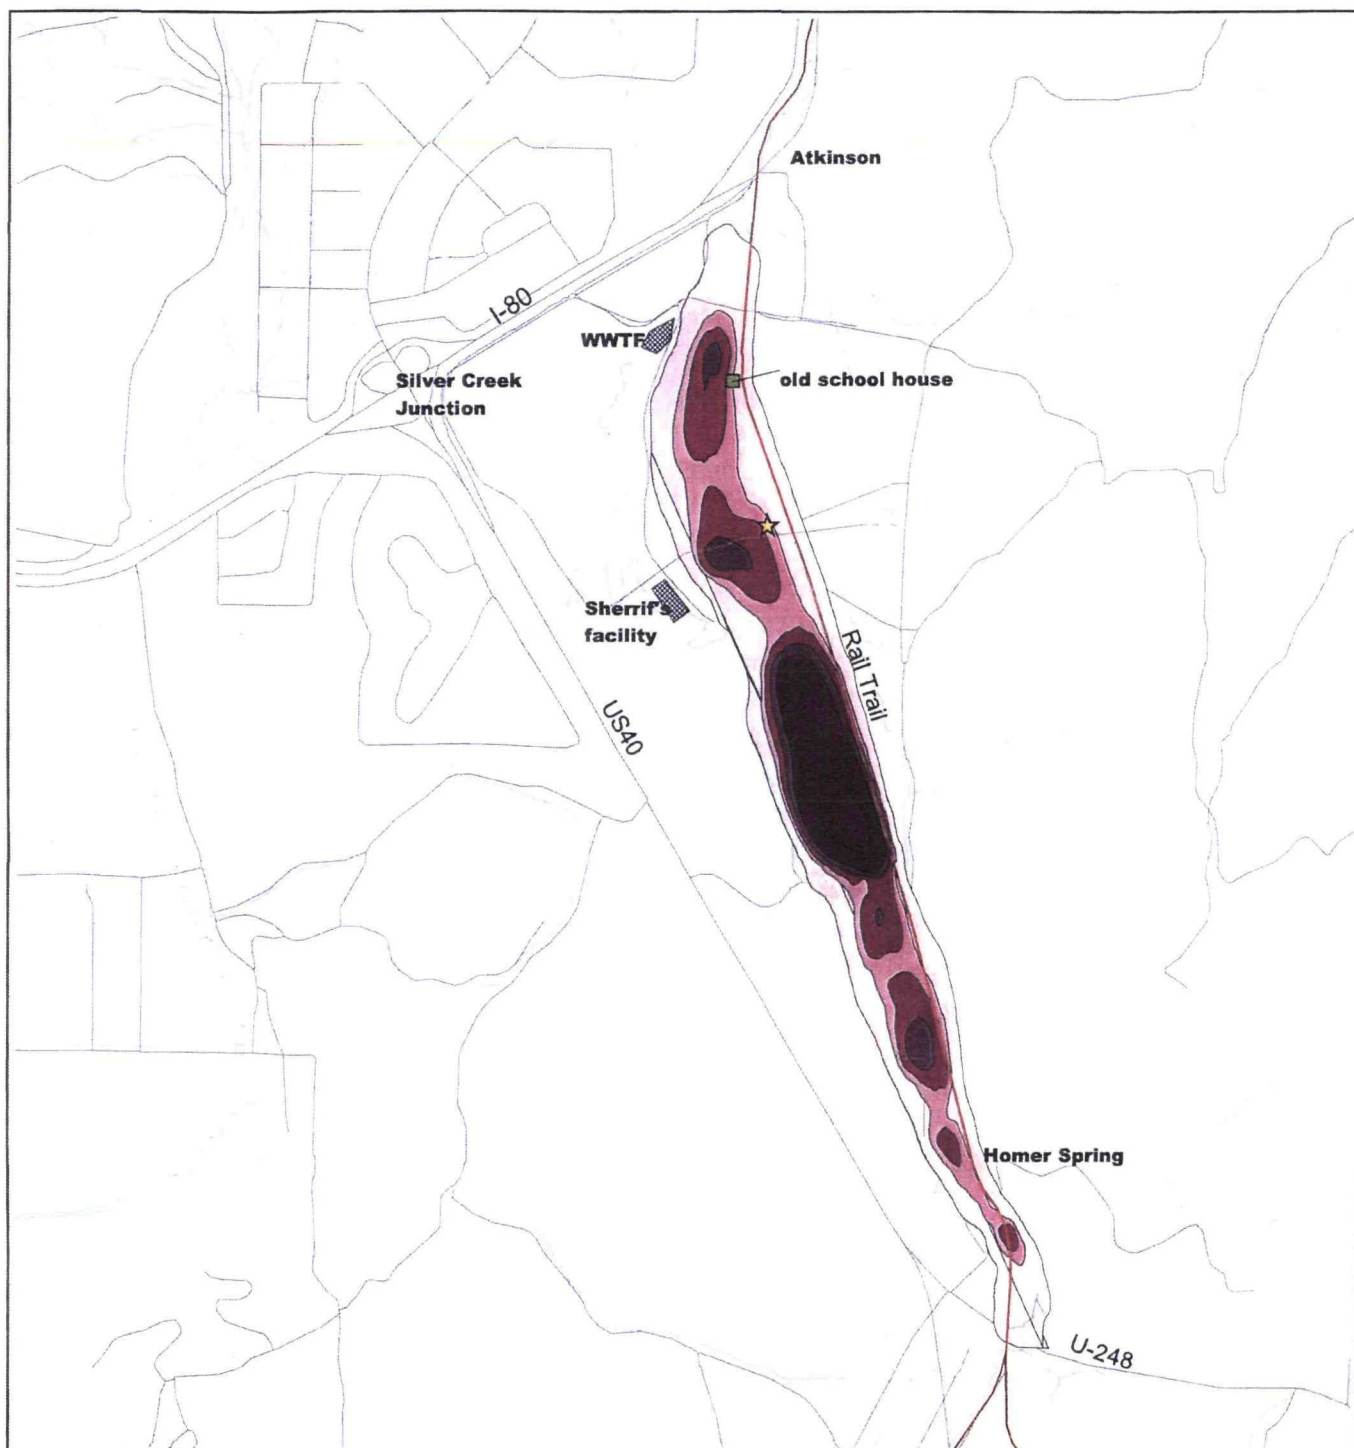 Atkinson
I-80
WWTF
Silver Creek
Junction
old school house
Sherrif's
facility
Rail Trail
US40
Homer Spring
U-248